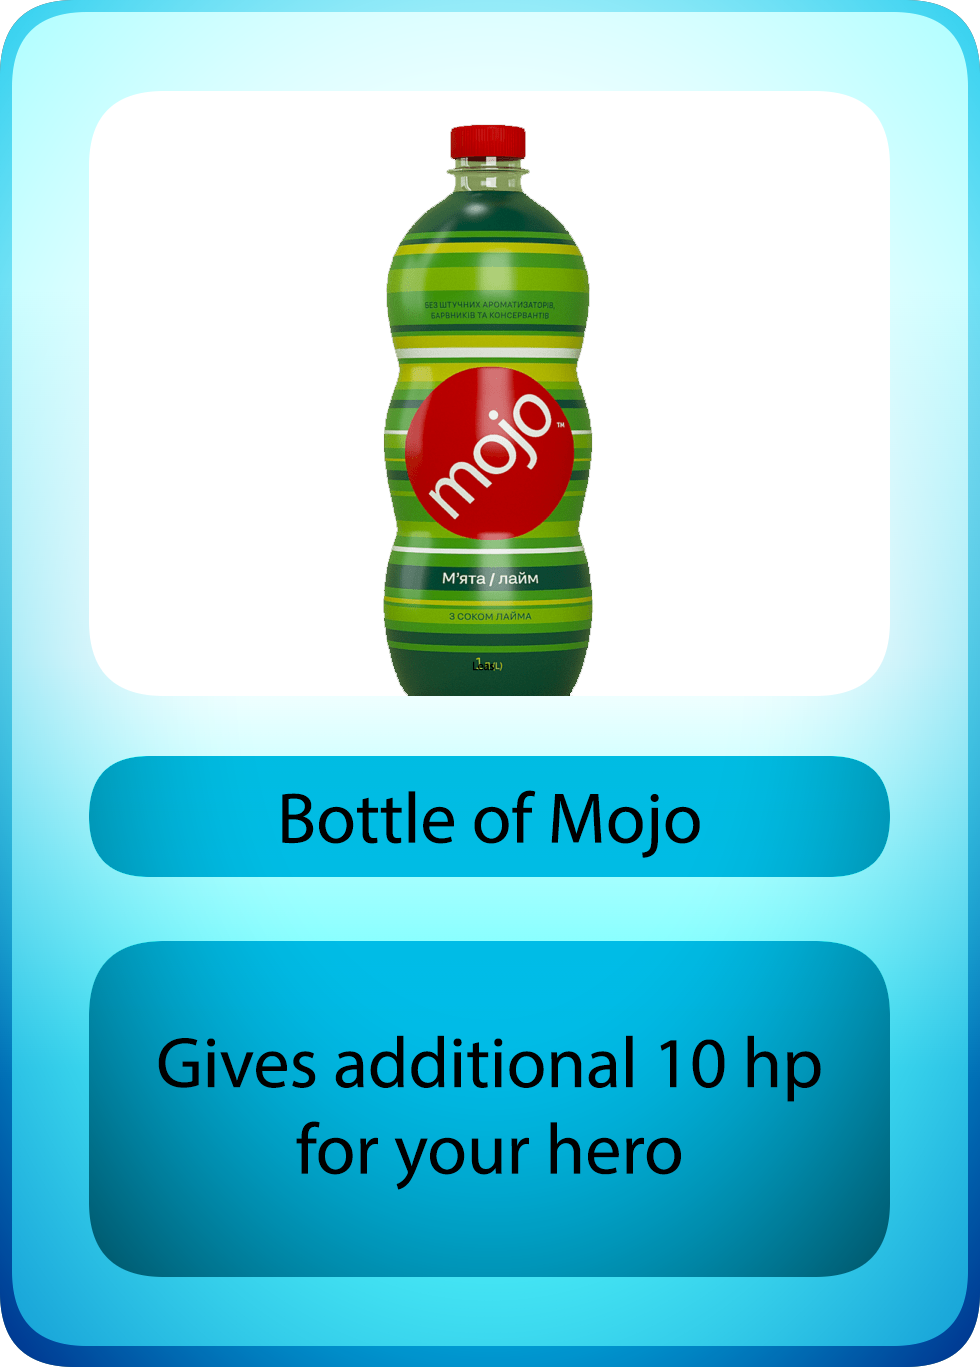 БЕЗ ШТУЧНИХ АРОМАТИЗАТОРІВ,
БАРВНИКІВ ТА КОНСЕРВАНТІВ
mojo
TM
М'ята / лайм
З СОКОМ ЛАЙМА
Bottle of Mojo
Gives additional 10 hp
for your hero